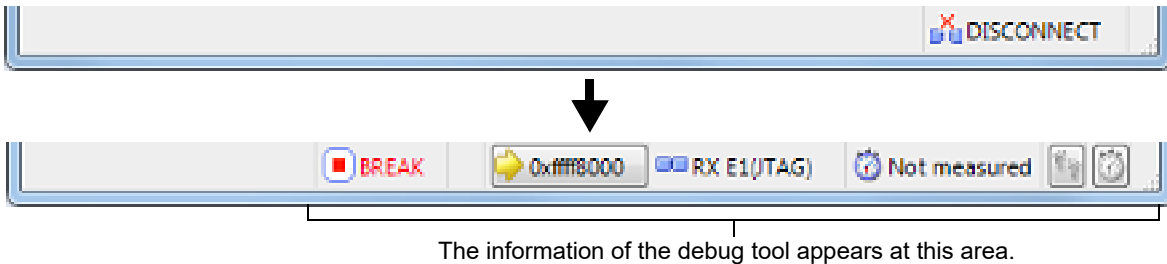 DISCONNECT
BREAK 0xffff8000 RX E1(JTAG) Not measured
The information of the debug tool appears at this area.